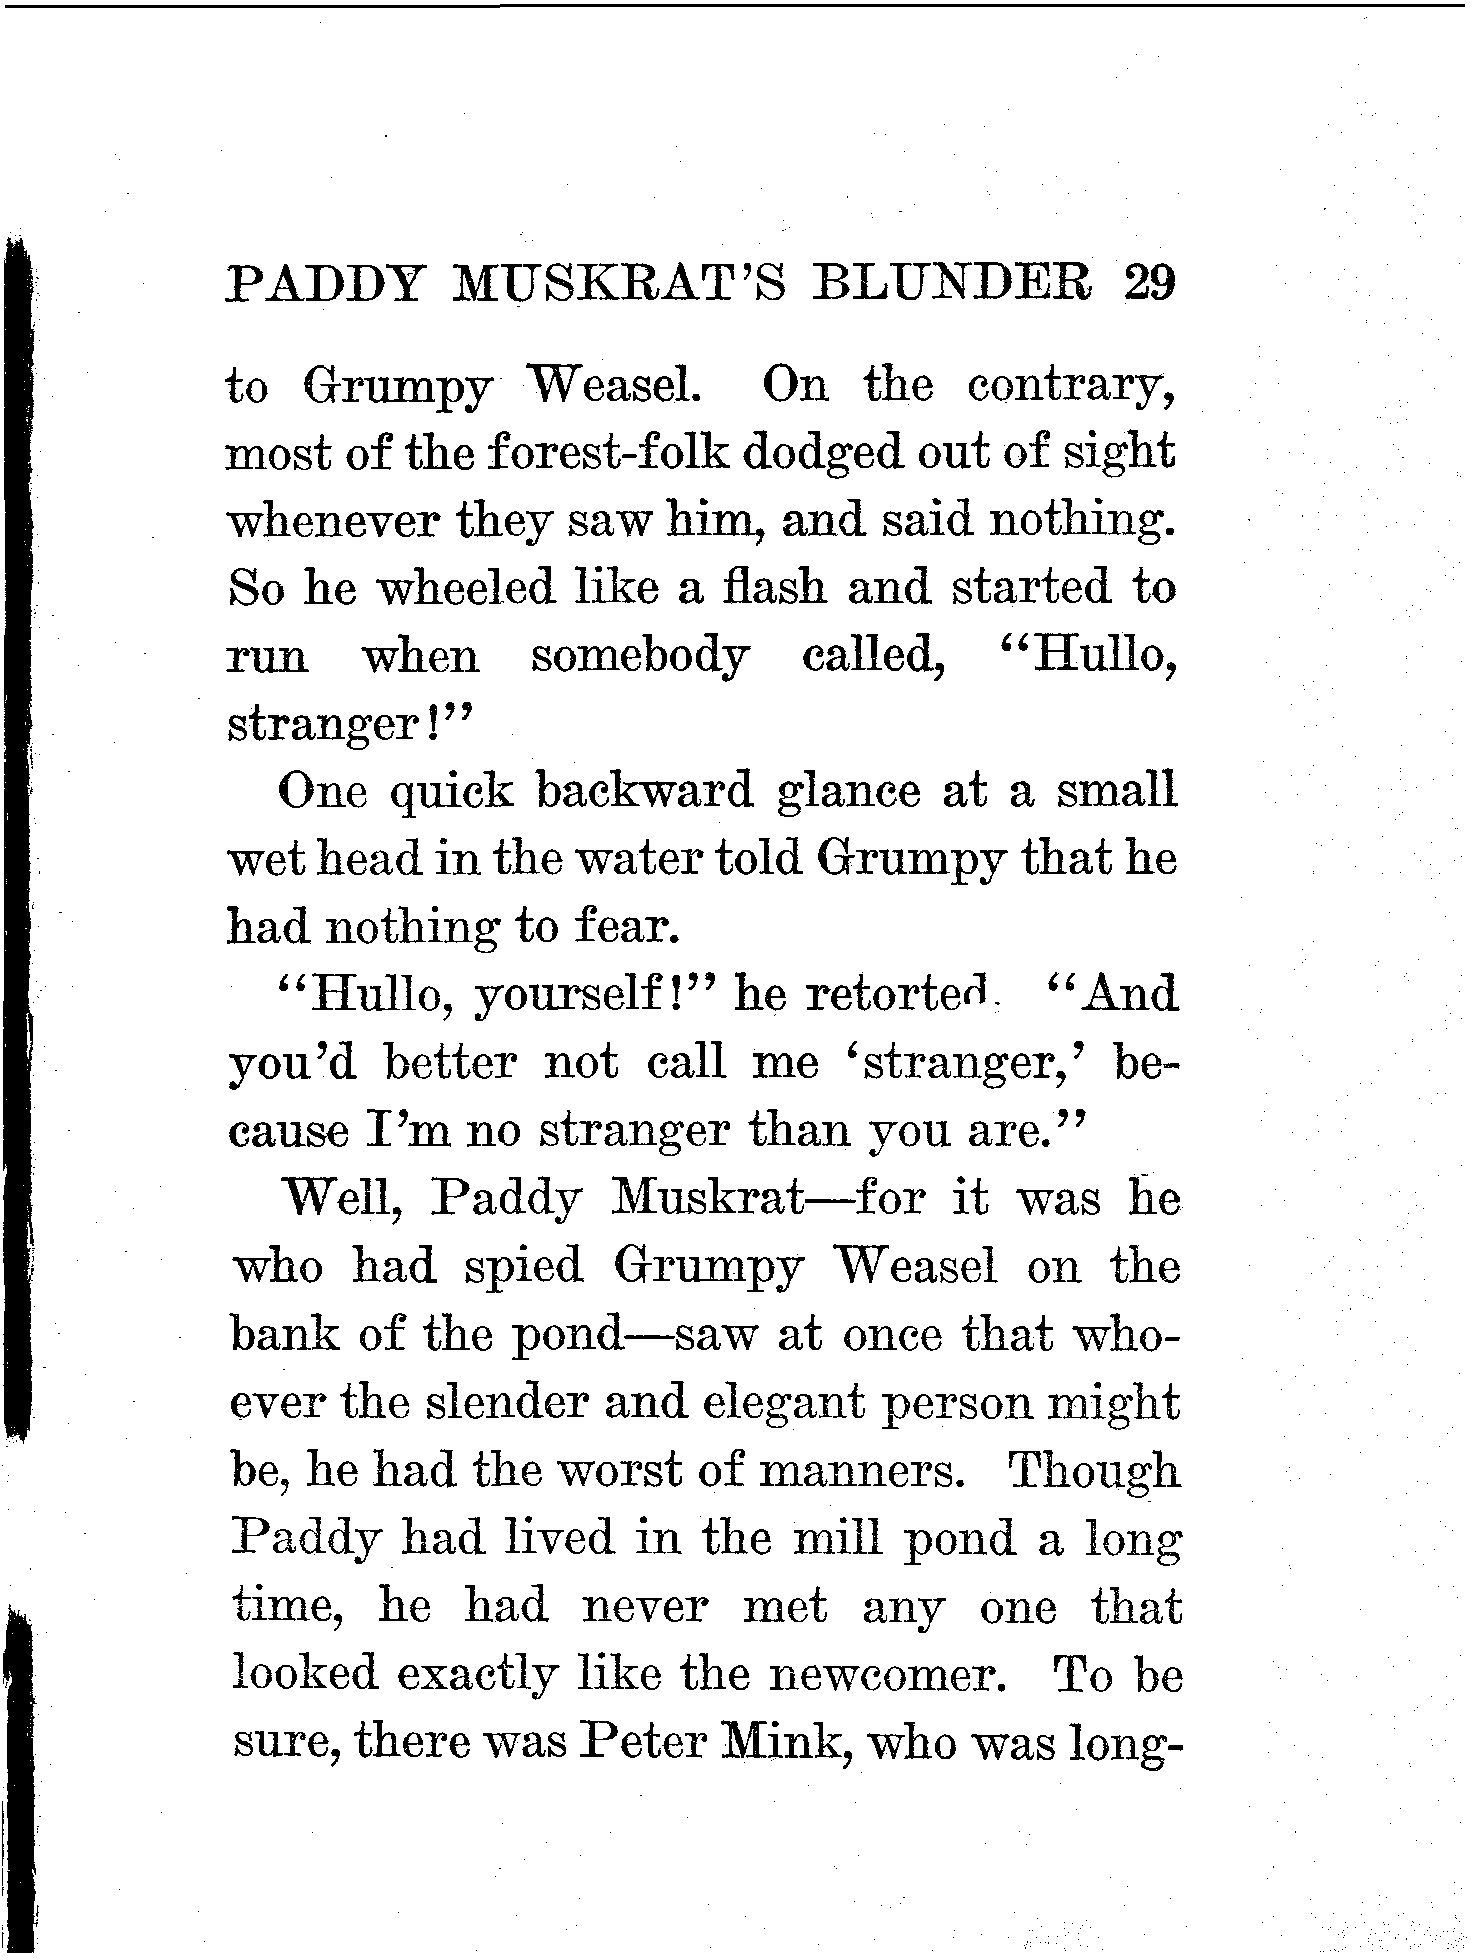 PADDY MUSKRAT'S BLUNDER 29
to Grumpy Weasel. On the contrary,
most of the forest-folk dodged out of sight
whenever they saw him, and said nothing.
So he wheeled like a flash and started to
run when somebody called, "Hullo,
stranger!"
One quick backward glance at a small
wet head in the water told Grumpy that he
had nothing to fear.
"Hullo, yourself!" he retorted. "And
you'd better not call me 'stranger,' be-
cause I'm no stranger than you are."
Well, Paddy Muskrat—for it was he
who had spied Grumpy Weasel on the
bank of the pond—saw at once that who-
ever the slender and elegant person might
be, he had the worst of manners. Though
Paddy had lived in the mill pond a long
time, he had never met any one that
looked exactly like the newcomer. To be
sure, there was Peter Mink, who was long-